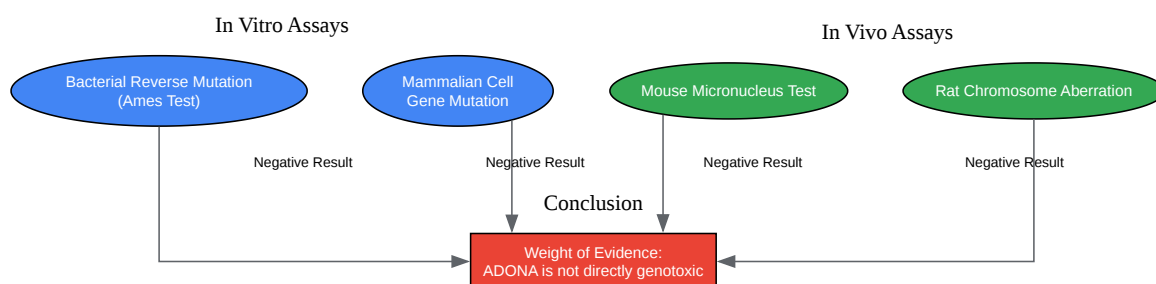 In Vitro Assays
In Vivo Assays
Bacterial Reverse Mutation
(Ames Test)
Mammalian Cell
Gene Mutation
Mouse Micronucleus Test
Rat Chromosome Aberration
Negative Result
Negative Result
Negative Result
Negative Result
Conclusion
Weight of Evidence:
ADONA is not directly genotoxic